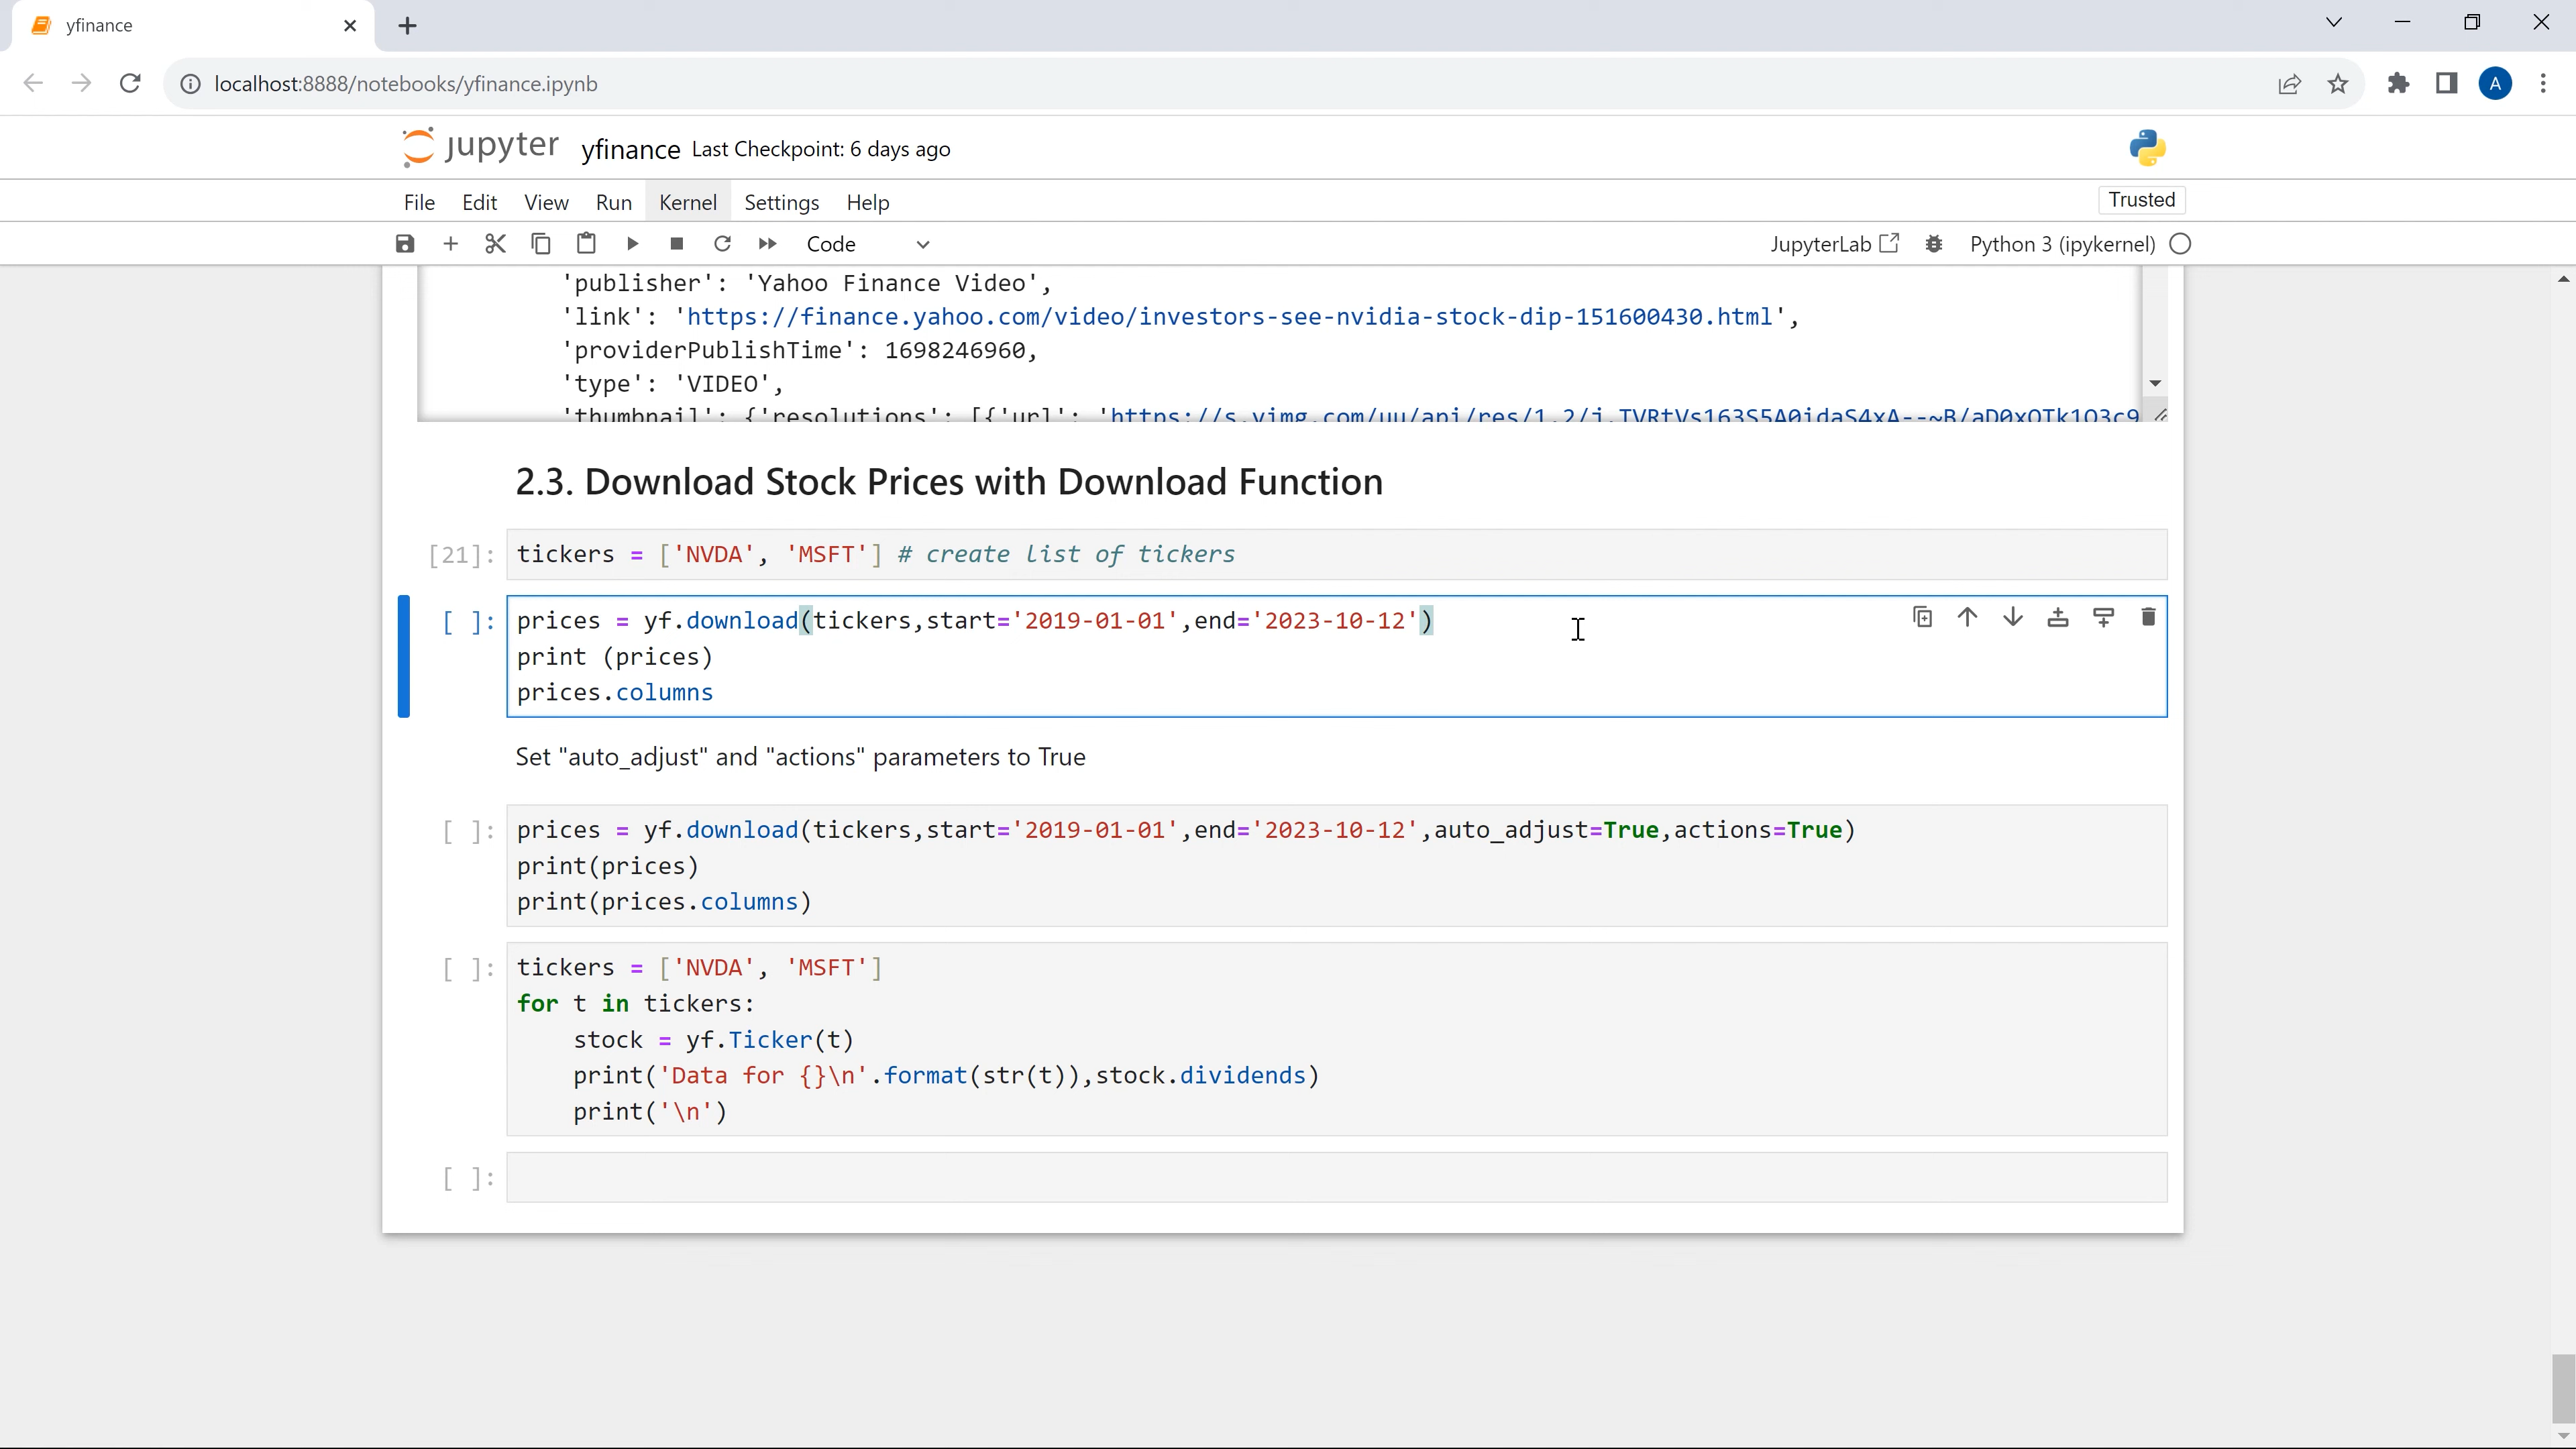 yfinance
localhost:8888/notebooks/yfinance.ipynb
A
jupyter yfinance Last Checkpoint: 6 days ago
File Edit View Run Kernel Settings Help
Trusted
Code
JupyterLab
Python 3 (ipykernel)
'publisher': 'Yahoo Finance Video',
'link': 'https://finance.yahoo.com/video/investors-see-nvidia-stock-dip-151600430.html',
'providerPublishTime': 1698246960,
'type': 'VIDEO',
'thumbnail': {'resolutions': [{'url':
2.3. Download Stock Prices with Download Function
[21]: tickers = ['NVDA', 'MSFT'] # create list of tickers
[ ]: prices = yf.download(tickers,start='2019-01-01',end='2023-10-12')
print (prices)
prices.columns
Set "auto_adjust" and "actions" parameters to True
[ ]: prices = yf.download(tickers,start='2019-01-01',end='2023-10-12',auto_adjust=True,actions=True)
print(prices)
print(prices.columns)
[ ]: tickers = ['NVDA', 'MSFT']
for t in tickers:
    stock = yf.Ticker(t)
    print('Data for {}\n'.format(str(t)),stock.dividends)
    print('\n')
[ ]: